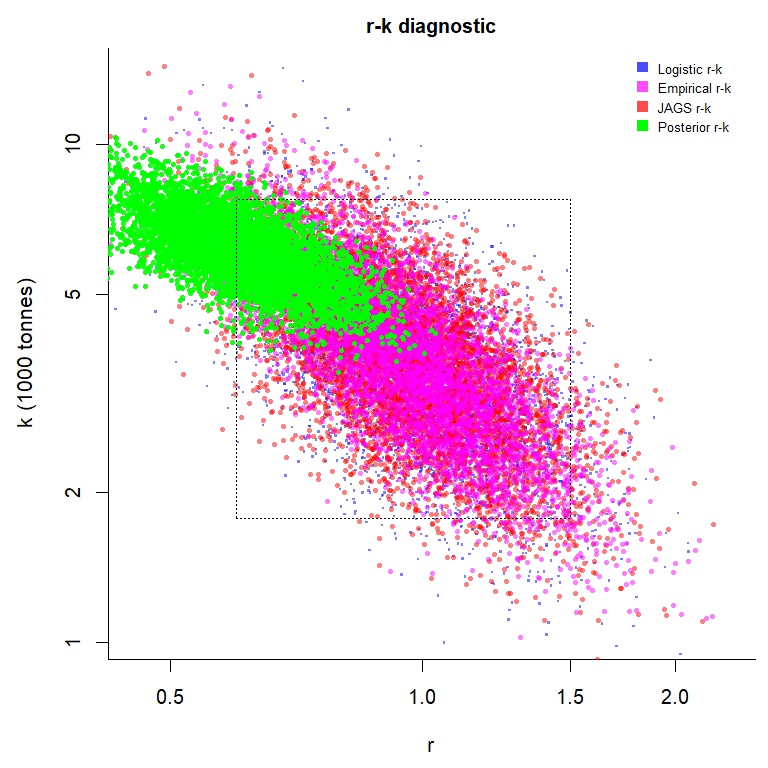 r-k diagnostic
Logistic r-k
Empirical r-k
JAGS r-k
Posterior r-k
k (1000 tonnes)
10
5
2
1
0.5
1.0
1.5
2.0
r